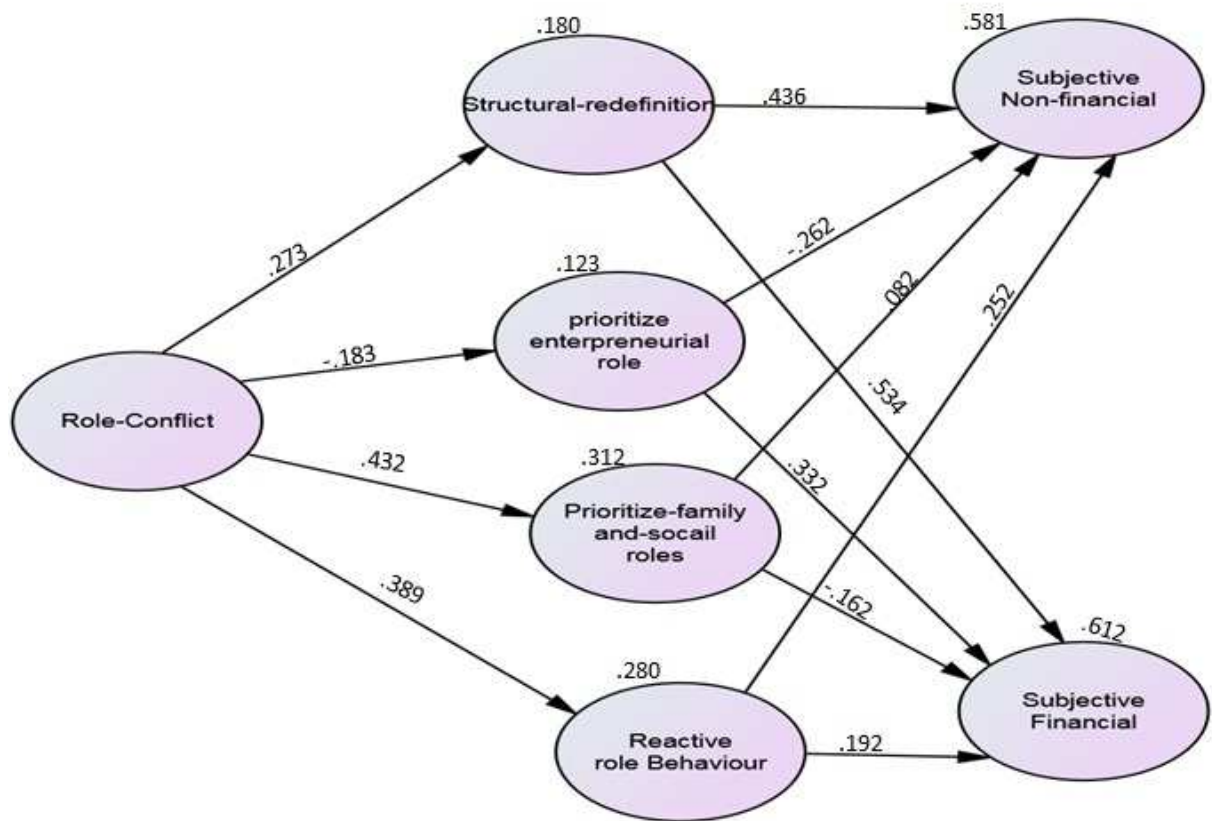 .180
Structural-redefinition
.581
Subjective
Non-financial
.436
.273
-.262
.123
prioritize
enterpreneurial
role
.082
.252
-.183
Role-Conflict
.534
.432
.312
.332
Prioritize-family
and-socail
roles
.389
-.162
.612
.280
Reactive
role Behaviour
.192
Subjective
Financial